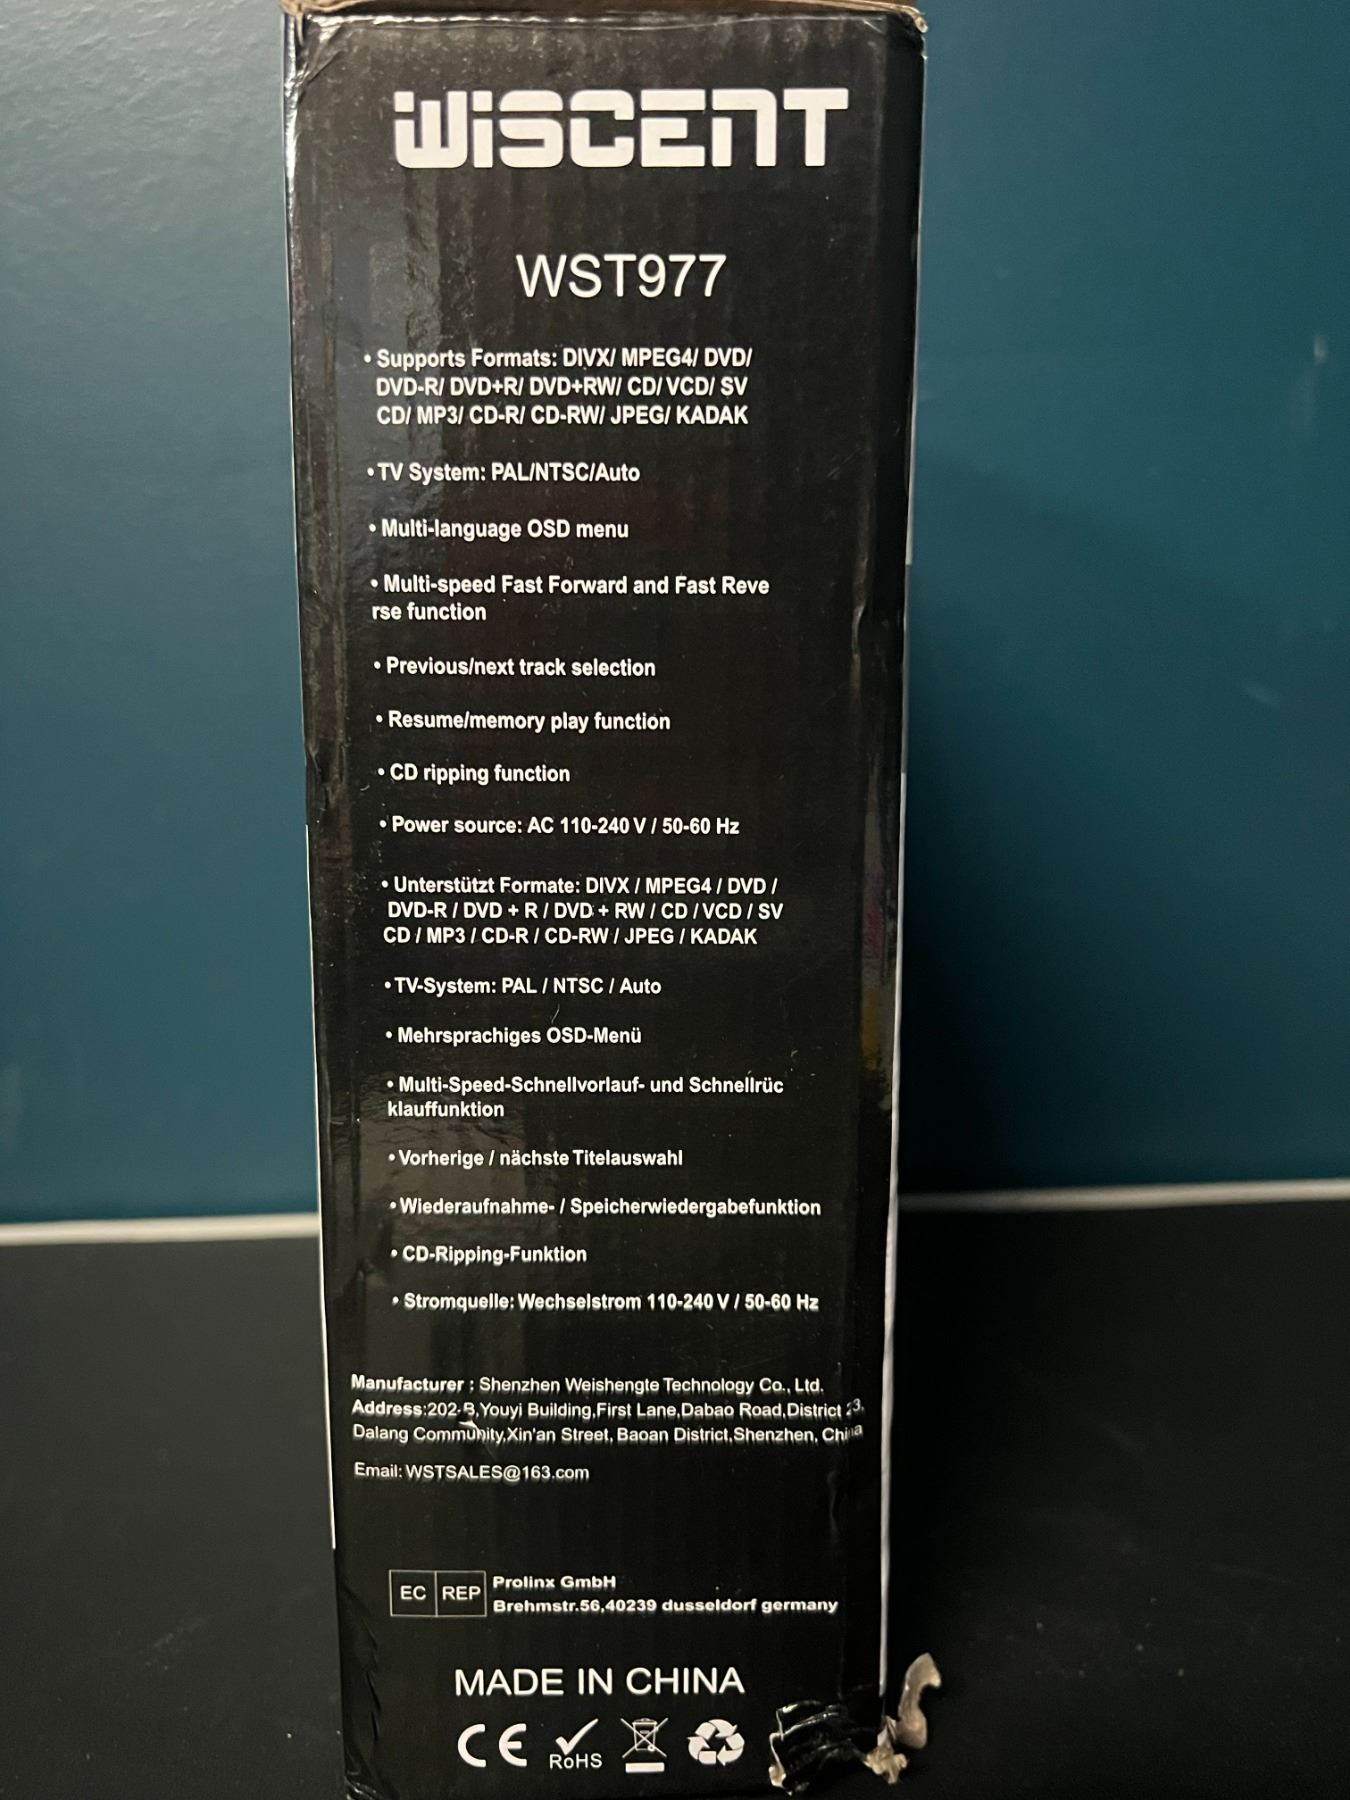 WISCENT
WST977
• Supports Formats: DIVX/ MPEG4/ DVD/
DVD-R/ DVD+R/ DVD+RW/ CD/ VCD/ SV
CD/ MP3/ CD-R/ CD-RW/ JPEG/ KADAK
• TV System: PAL/NTSC/Auto
• Multi-language OSD menu
• Multi-speed Fast Forward and Fast Reve
rse function
• Previous/next track selection
• Resume/memory play function
• CD ripping function
• Power source: AC 110-240 V / 50-60 Hz
• Unterstützt Formate: DIVX / MPEG4 / DVD /
DVD-R / DVD + R / DVD + RW / CD / VCD / SV
CD / MP3 / CD-R / CD-RW / JPEG / KADAK
• TV-System: PAL / NTSC / Auto
• Mehrsprachiges OSD-Menü
• Multi-Speed-Schnellvorlauf- und Schnellrüc
klauffunktion
• Vorherige / nächste Titelauswahl
• Wiederaufnahme- / Speicherwiedergabefunktion
• CD-Ripping-Funktion
• Stromquelle: Wechselstrom 110-240 V / 50-60 Hz
Manufacturer : Shenzhen Weishengte Technology Co., Ltd.
Address:202-B,Youyi Building,First Lane,Dabao Road,District 23,
Dalang Community,Xin'an Street, Baoan District,Shenzhen, China
Email: WSTSALES@163.com
EC REP Prolinx GmbH
Brehmstr.56,40239 dusseldorf germany
MADE IN CHINA
CE RoHS